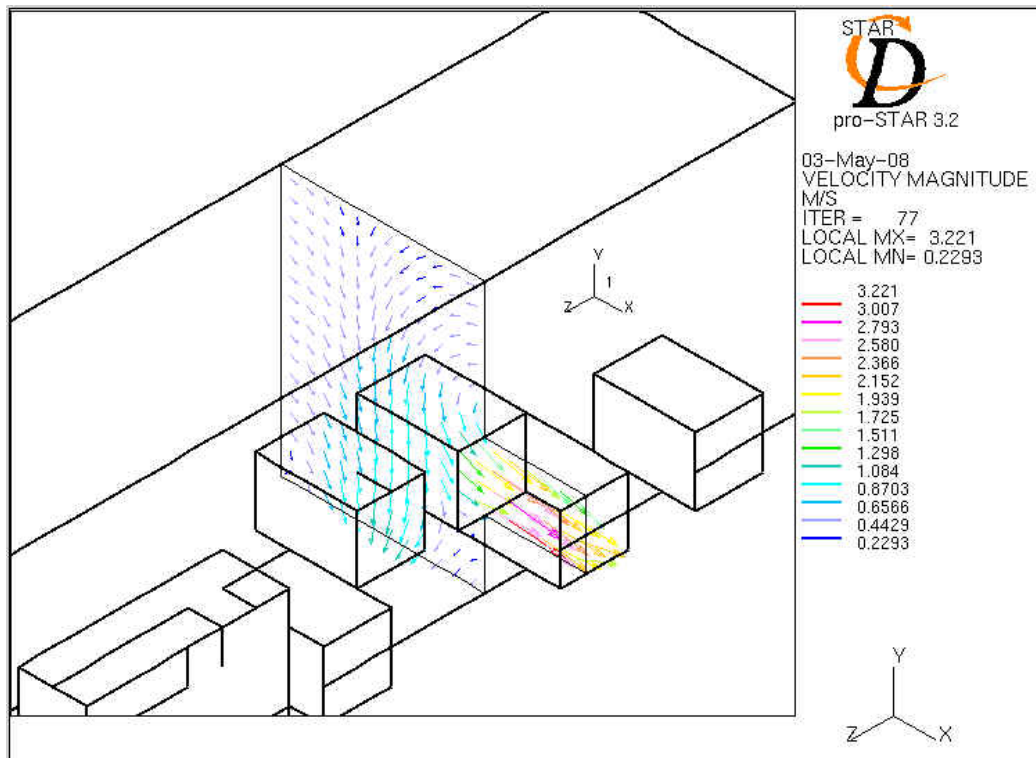 STAR
D
pro-STAR 3.2
03-May-08
VELOCITY MAGNITUDE
M/S
ITER = 77
LOCAL MX= 3.221
LOCAL MN= 0.2293
3.221
3.007
2.793
2.580
2.366
2.152
1.939
1.725
1.511
1.298
1.084
0.8703
0.6566
0.4429
0.2293
Y
1
Z X
Y
Z X